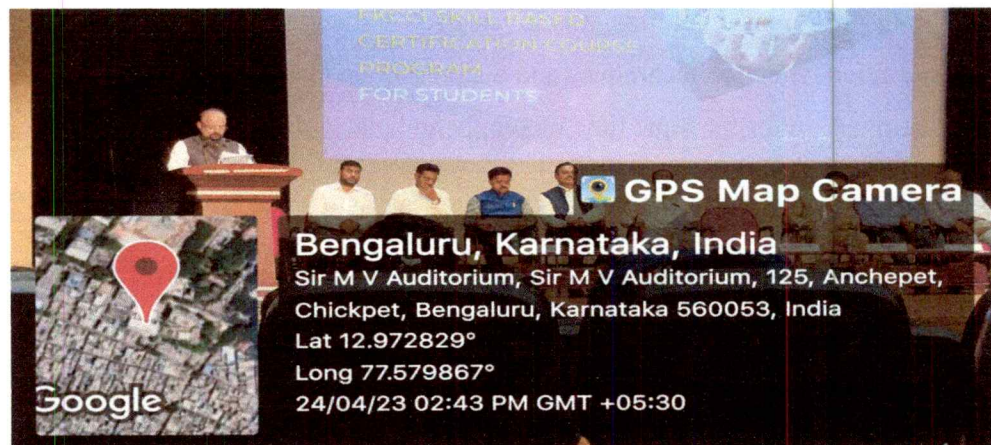 FKCCI SKILL BASED
CERTIFICATION COURSE
PROGRAM
FOR STUDENTS
GPS Map Camera
Bengaluru, Karnataka, India
Sir M V Auditorium, Sir M V Auditorium, 125, Anchepet,
Chickpet, Bengaluru, Karnataka 560053, India
Lat 12.972829°
Long 77.579867°
24/04/23 02:43 PM GMT +05:30
Google